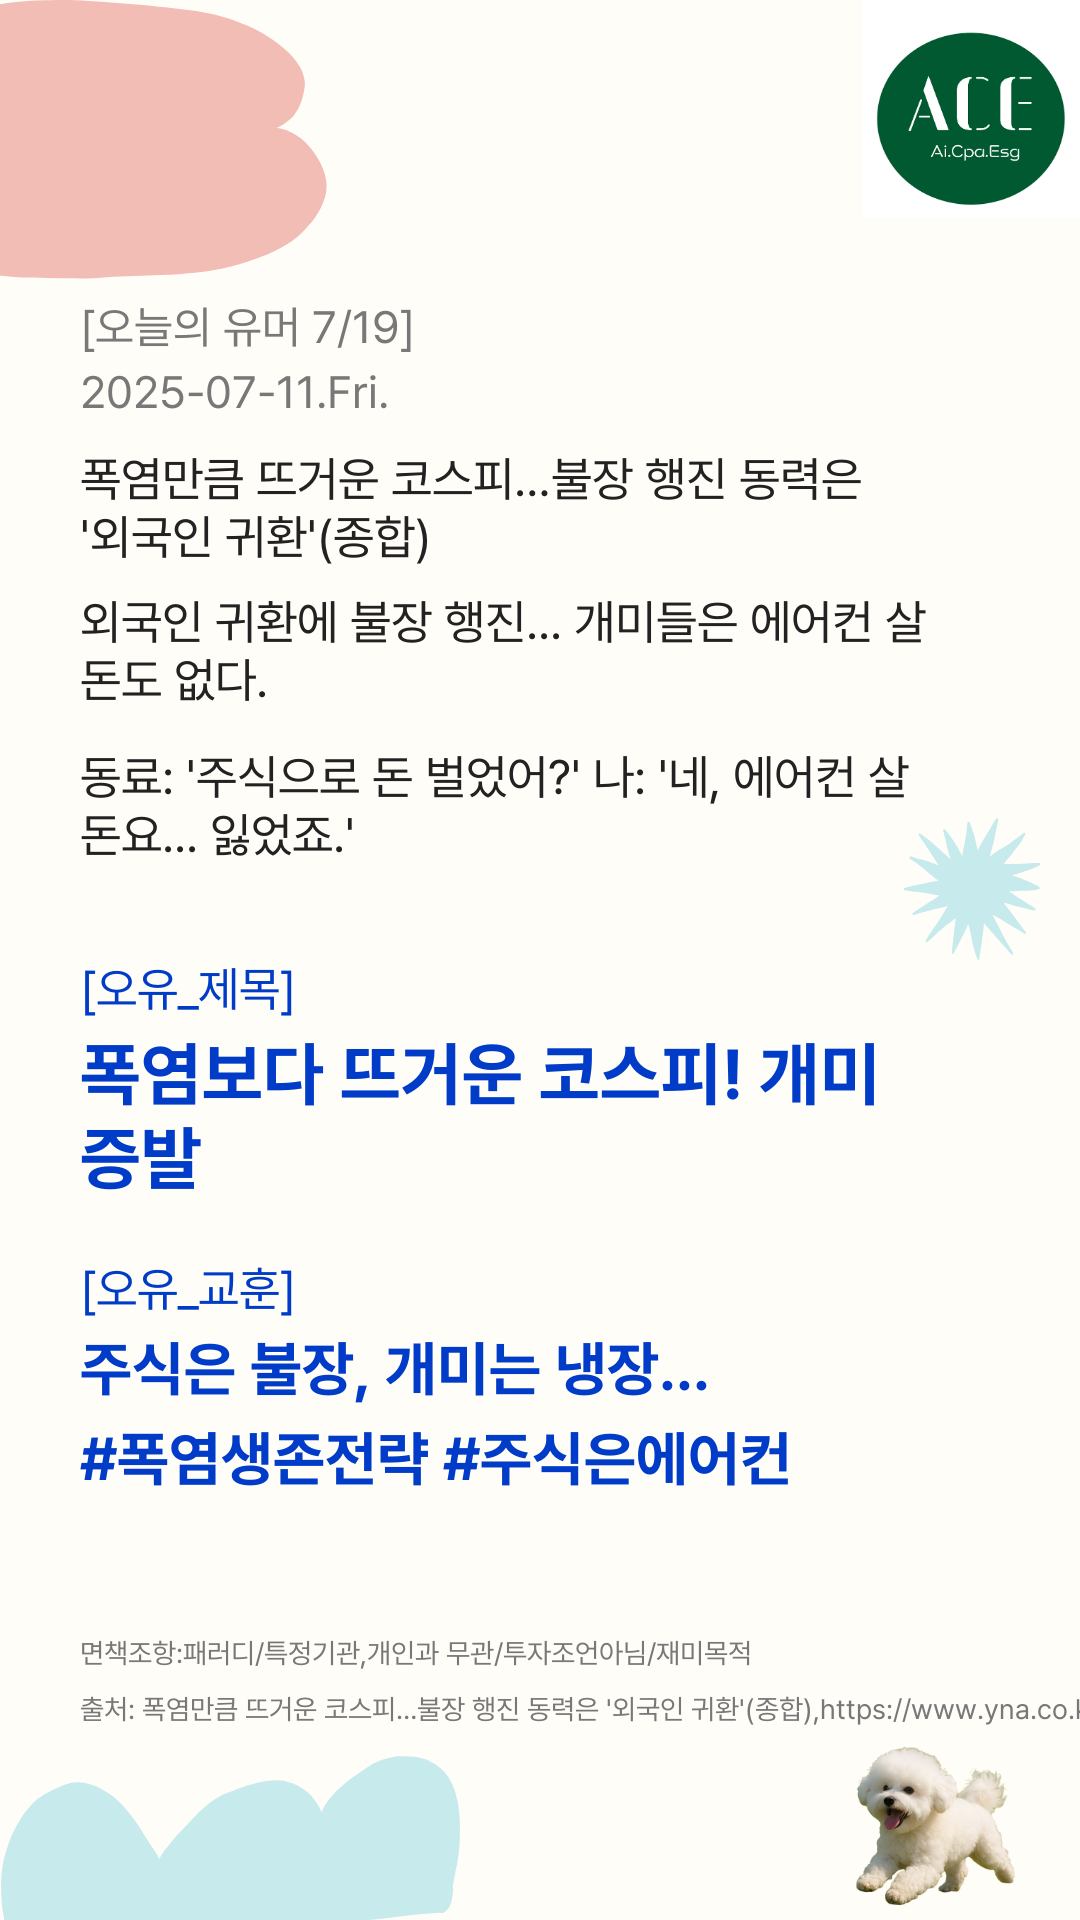 ACE
Ai.Cpa.Esg
[오늘의 유머 7/19]
2025-07-11.Fri.
폭염만큼 뜨거운 코스피...불장 행진 동력은
'외국인 귀환'(종합)
외국인 귀환에 불장 행진... 개미들은 에어컨 살
돈도 없다.
동료: '주식으로 돈 벌었어?' 나: '네, 에어컨 살
돈요... 잃었죠.'
[오유_제목]
폭염보다 뜨거운 코스피! 개미
증발
[오유_교훈]
주식은 불장, 개미는 냉장...
#폭염생존전략 #주식은에어컨
면책조항:패러디/특정기관,개인과 무관/투자조언아님/재미목적
출처: 폭염만큼 뜨거운 코스피...불장 행진 동력은 '외국인 귀환'(종합),https://www.yna.co.k